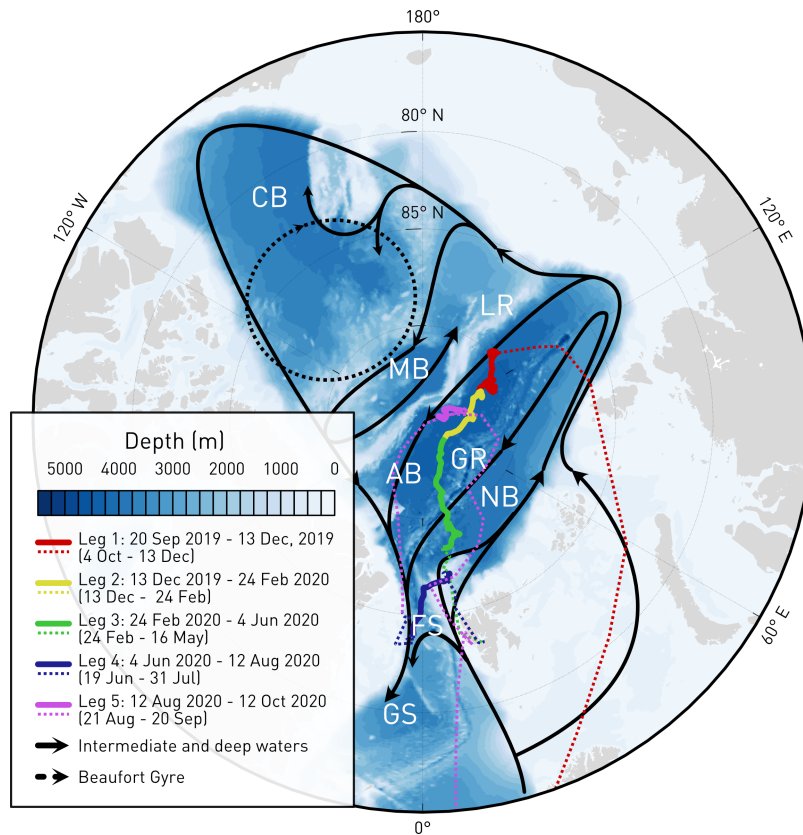 180°
80° N
CB
85° N
120° W
120° E
LR
MB
Depth (m)
5000 4000 3000 2000 1000 0
AB
GR
NB
Leg 1: 20 Sep 2019 - 13 Dec, 2019
(4 Oct - 13 Dec)
Leg 2: 13 Dec 2019 - 24 Feb 2020
(13 Dec - 24 Feb)
Leg 3: 24 Feb 2020 - 4 Jun 2020
(24 Feb - 16 May)
60° E
FS
Leg 4: 4 Jun 2020 - 12 Aug 2020
(19 Jun - 31 Jul)
Leg 5: 12 Aug 2020 - 12 Oct 2020
(21 Aug - 20 Sep)
GS
Intermediate and deep waters
Beaufort Gyre
0°